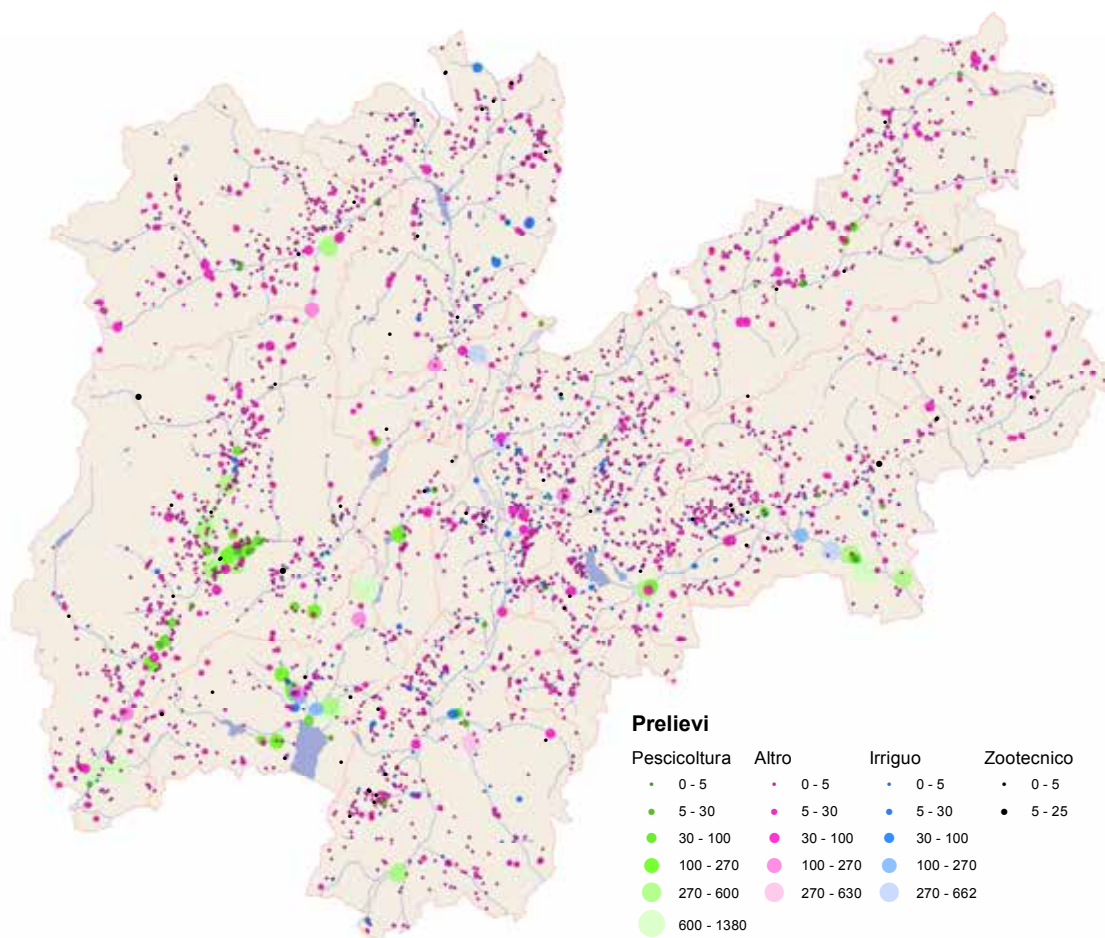 Prelievi
Pescicoltura Altro Irriguo Zootecnico
0 - 5 0 - 5 0 - 5 0 - 5
5 - 30 5 - 30 5 - 30 5 - 25
30 - 100 30 - 100 30 - 100
100 - 270 100 - 270 100 - 270
270 - 600 270 - 630 270 - 662
600 - 1380